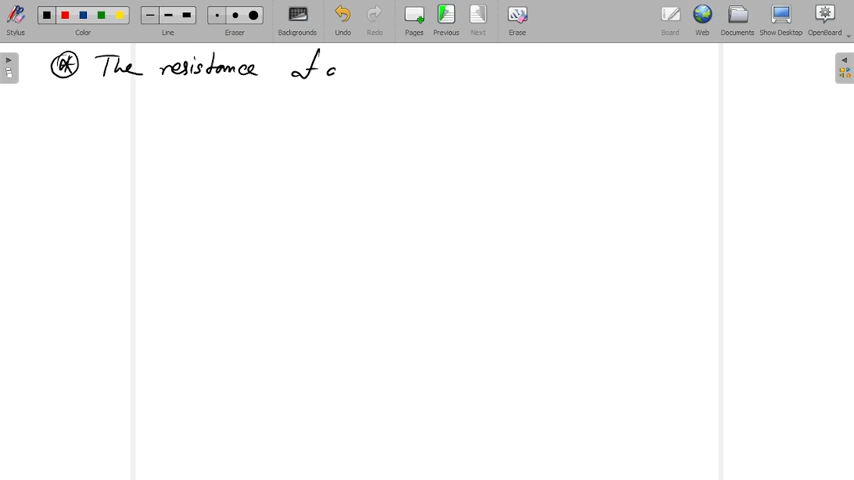 Stylus Color Line Eraser Backgrounds Undo Redo Pages Previous Next Erase Board Web Documents Show Desktop OpenBoard
The resistance of